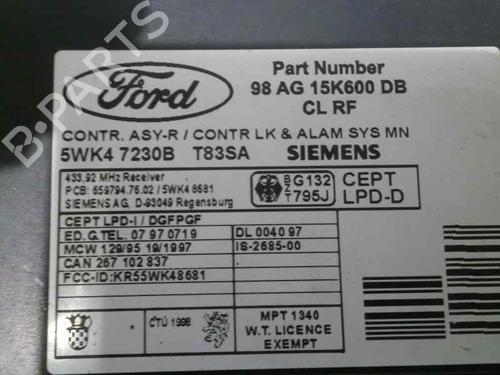 Ford
Part Number
98 AG 15K600 DB
CL RF
CONTR. ASY-R / CONTR LK & ALAM SYS MN
5WK4 7230B T83SA SIEMENS
433,92 MHz Receiver
PCB: 659794.76.02 / 5WK4 8681
SIEMENS AG, D-93049 Regensburg
BZT G132
795J
CEPT
LPD-D
CEPT LPD-I / DGFPGF
ED.G.TEL. 07 97 0719
DL 0040 97
MCW 129/95 19/1997
IS-2685-00
CAN 267 102 837
FCC-ID:KR55WK48681
ČTÚ 1998
MPT 1340
W.T. LICENCE
EXEMPT
B-PARTS